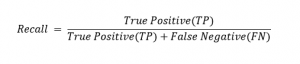 Recall = True Positive(TP) / True Positive(TP) + False Negative(FN)